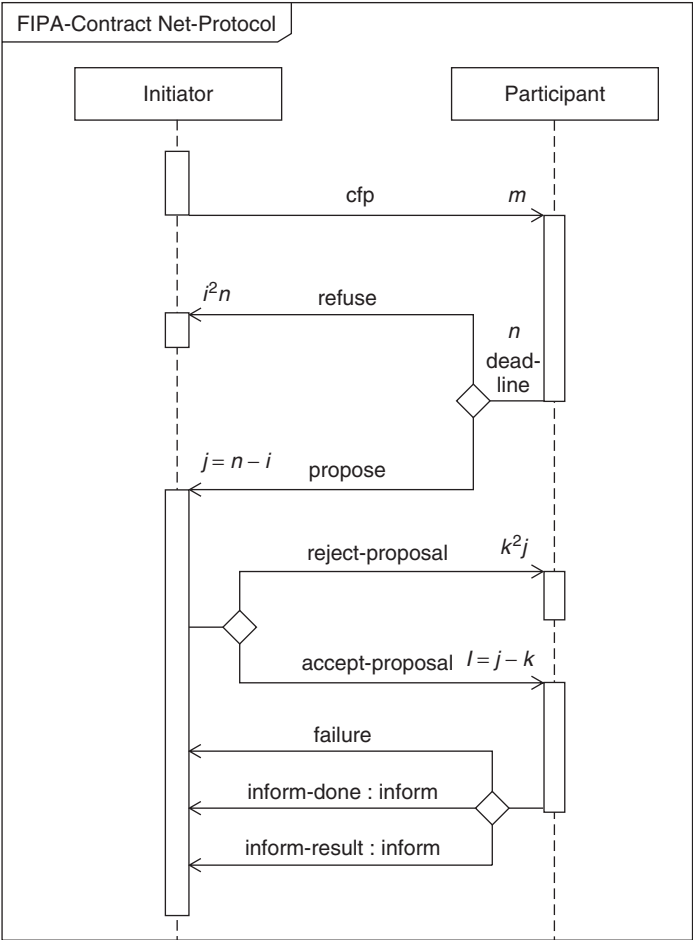 FIPA-Contract Net-Protocol
Initiator
Participant
cfp
m
i²n
refuse
n
dead-
line
j = n – i
propose
reject-proposal
k²j
accept-proposal
l = j – k
failure
inform-done : inform
inform-result : inform